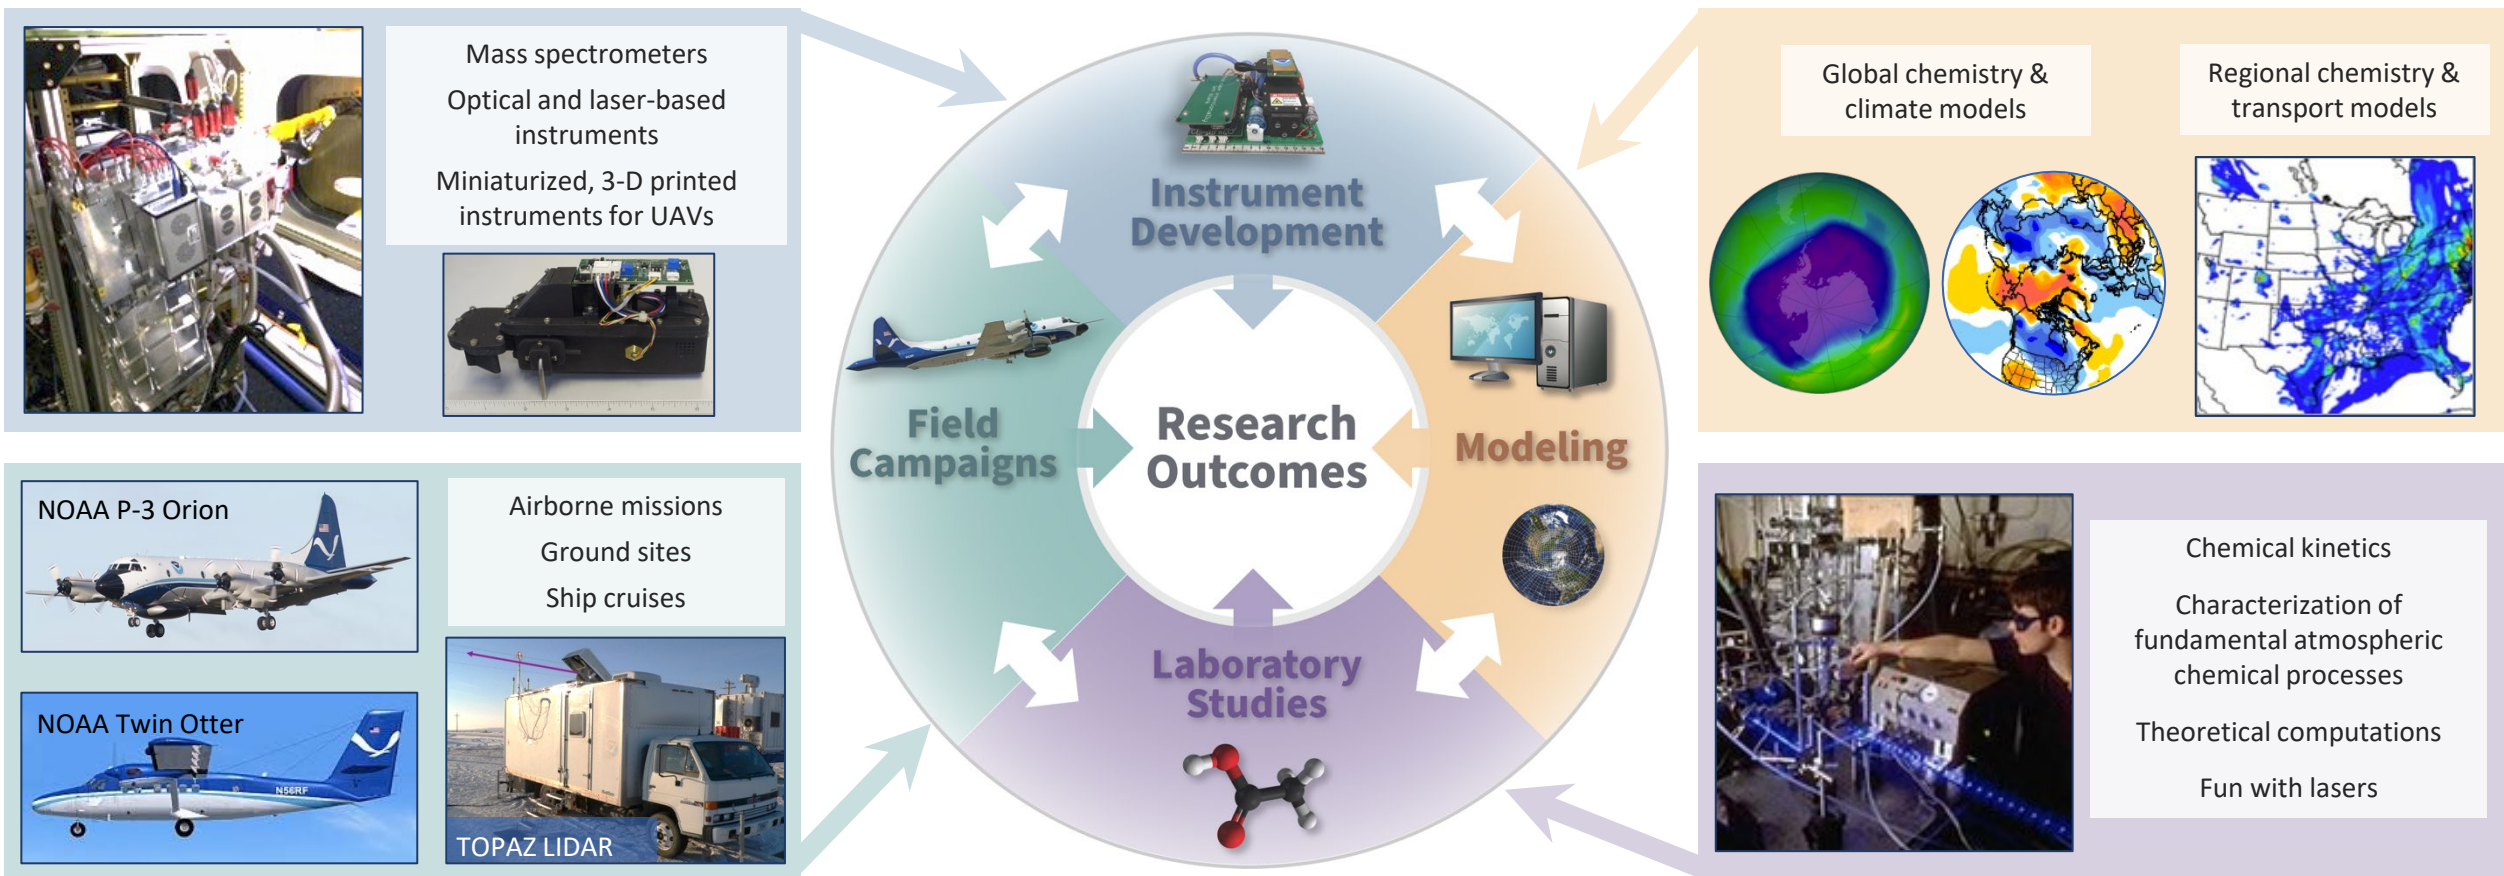 Mass spectrometers
Optical and laser-based
instruments
Miniaturized, 3-D printed
instruments for UAVs
Instrument
Development
Global chemistry &
climate models
Regional chemistry &
transport models
Field
Campaigns
Research
Outcomes
Modeling
NOAA P-3 Orion
Airborne missions
Ground sites
Ship cruises
NOAA Twin Otter
N56RF
TOPAZ LIDAR
Laboratory
Studies
Chemical kinetics
Characterization of
fundamental atmospheric
chemical processes
Theoretical computations
Fun with lasers